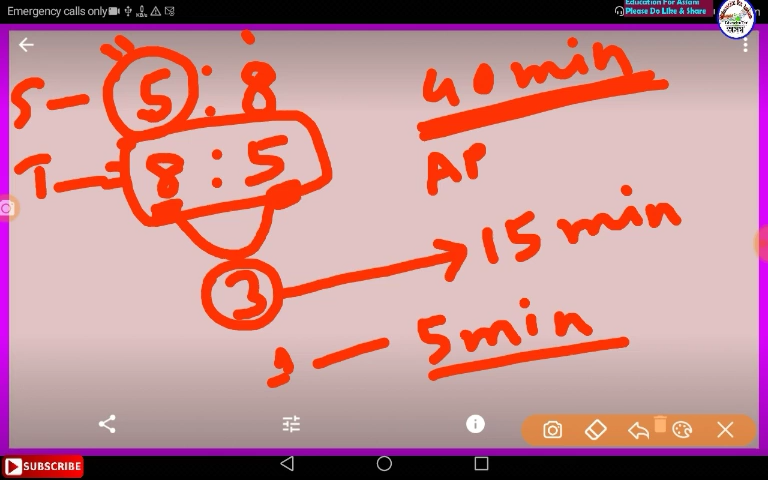 Emergency calls only
Education For Assam
Please Do Like & Share
S — 5 : 8
40 min
T — 8 : 5
AP
3 → 15 min
1 — 5 min
SUBSCRIBE